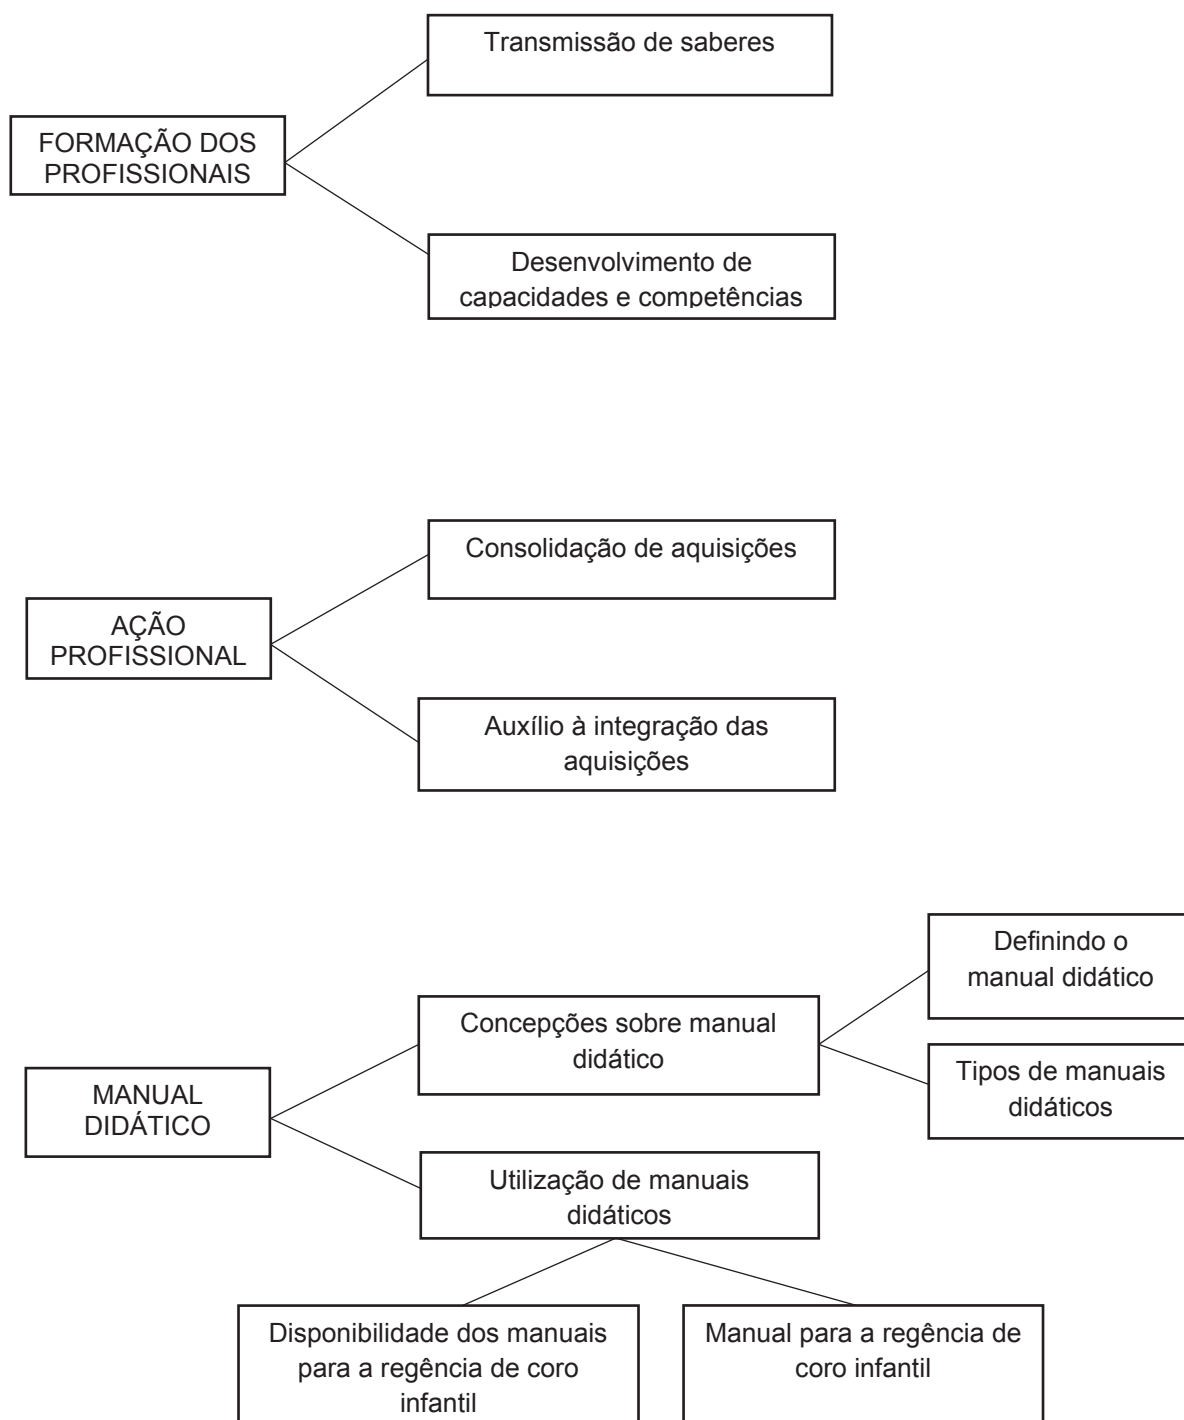 Transmissão de saberes
FORMAÇÃO DOS
PROFISSIONAIS
Desenvolvimento de
capacidades e competências
Consolidação de aquisições
AÇÃO
PROFISSIONAL
Auxílio à integração das
aquisições
Definindo o
manual didático
Concepções sobre manual
didático
Tipos de manuais
didáticos
MANUAL
DIDÁTICO
Utilização de manuais
didáticos
Disponibilidade dos manuais
para a regência de coro
infantil
Manual para a regência de
coro infantil